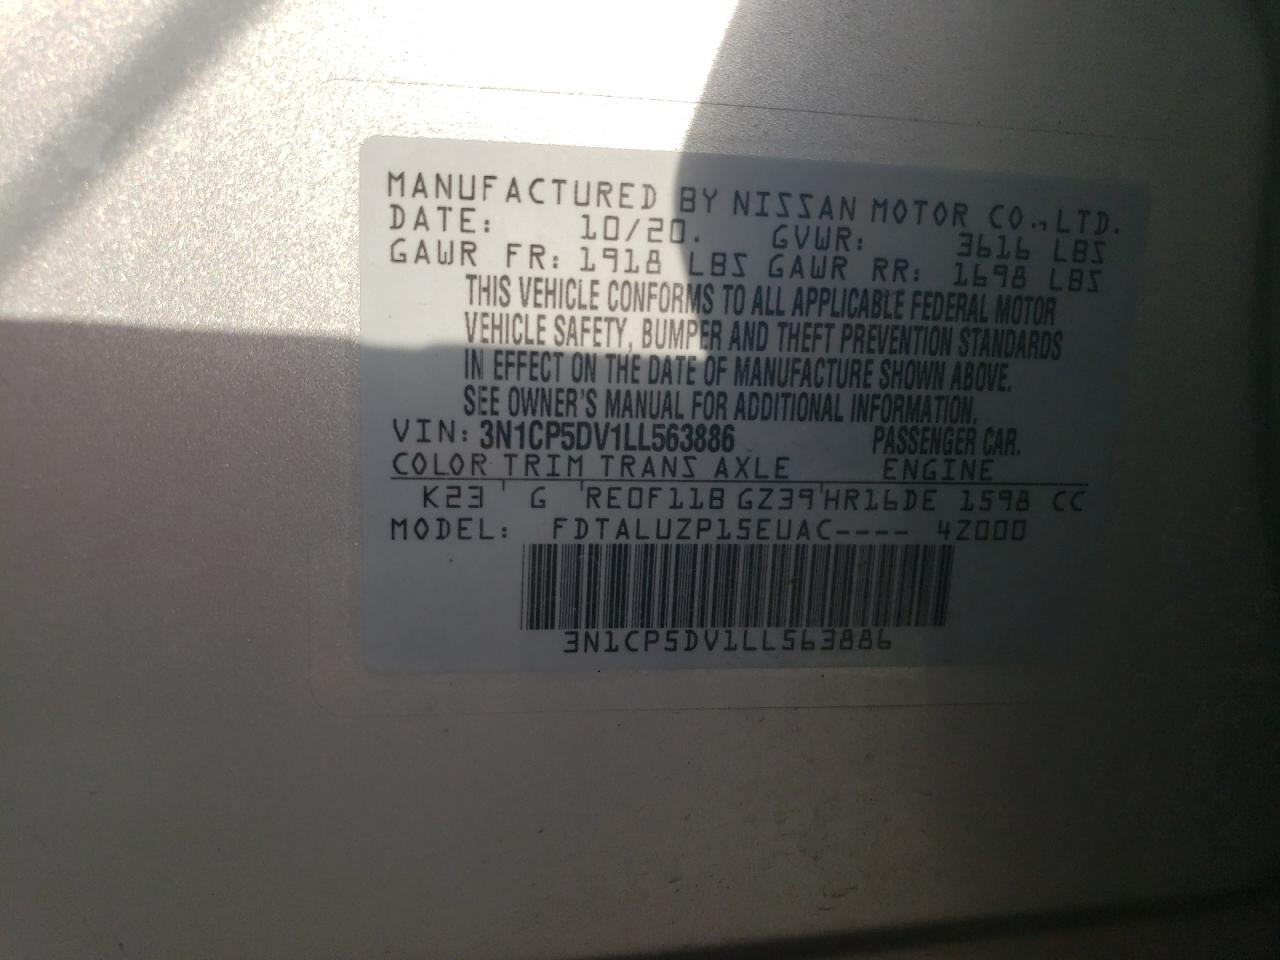 MANUFACTURED BY NISSAN MOTOR CO., LTD.
DATE: 10/20. GVWR: 3616 LBS
GAWR FR: 1918 LBS GAWR RR: 1698 LBS
THIS VEHICLE CONFORMS TO ALL APPLICABLE FEDERAL MOTOR
VEHICLE SAFETY, BUMPER AND THEFT PREVENTION STANDARDS
IN EFFECT ON THE DATE OF MANUFACTURE SHOWN ABOVE.
SEE OWNER'S MANUAL FOR ADDITIONAL INFORMATION.
VIN: 3N1CP5DV1LL563886 PASSENGER CAR.
COLOR TRIM TRANS AXLE ENGINE
K23 ' G 'RE0F11B GZ39'HR16DE 1598 CC
MODEL: FDTALUZP15EUAC---- 4Z000
3N1CP5DV1LL563886